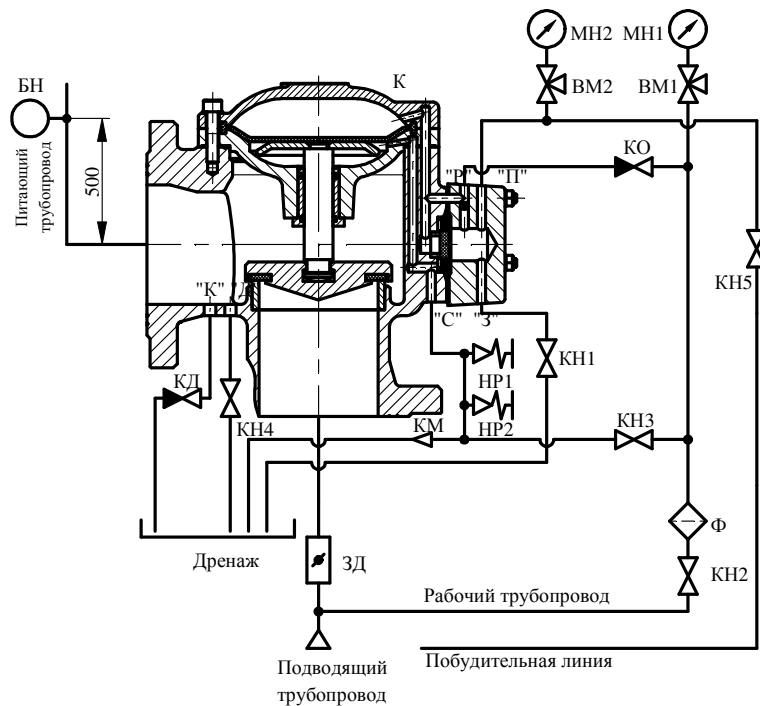 МН2
МН1
БН
К
ВМ2
ВМ1
Питающий
трубопровод
500
КО
"Р"
"П"
"К"
"Д"
КН5
"С"
"З"
КД
КН4
НР1
КН1
НР2
КМ
КН3
Ф
Дренаж
ЗД
КН2
Рабочий трубопровод
Побудительная линия
Подводящий
трубопровод